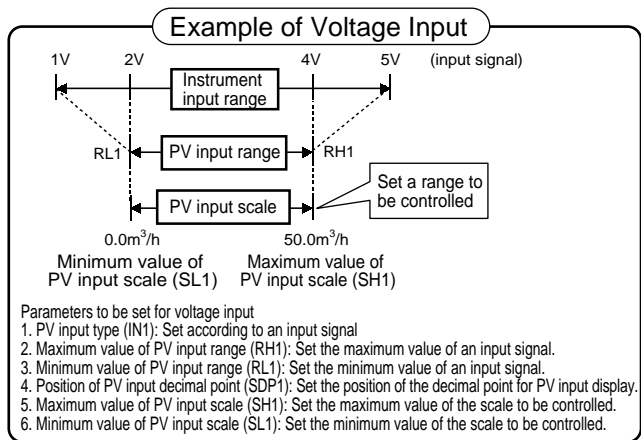 Example of Voltage Input
1V 2V 4V 5V (input signal)
Instrument
input range
RL1 PV input range RH1
PV input scale
Set a range to
be controlled
0.0m³/h 50.0m³/h
Minimum value of Maximum value of
PV input scale (SL1) PV input scale (SH1)
Parameters to be set for voltage input
1. PV input type (IN1): Set according to an input signal
2. Maximum value of PV input range (RH1): Set the maximum value of an input signal.
3. Minimum value of PV input range (RL1): Set the minimum value of an input signal.
4. Position of PV input decimal point (SDP1): Set the position of the decimal point for PV input display.
5. Maximum value of PV input scale (SH1): Set the maximum value of the scale to be controlled.
6. Minimum value of PV input scale (SL1): Set the minimum value of the scale to be controlled.